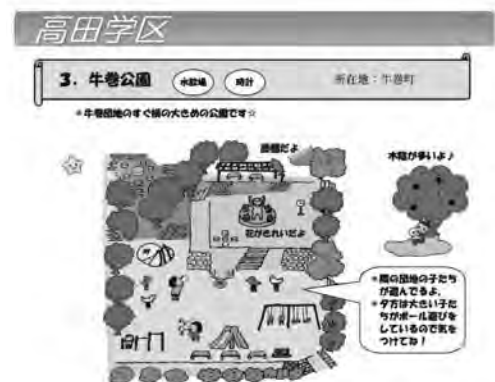 高田学区
3. 牛巻公園 水飲場 時計 所在地：牛巻町
*牛巻団地のすぐ横の大きめの公園です☆
藤棚だよ
木陰が多いよ♪
花がきれいだよ
*隣の団地の子たち
が遊んでるよ。
*夕方は大きい子た
ちがボール遊びを
しているので気を
つけてね！